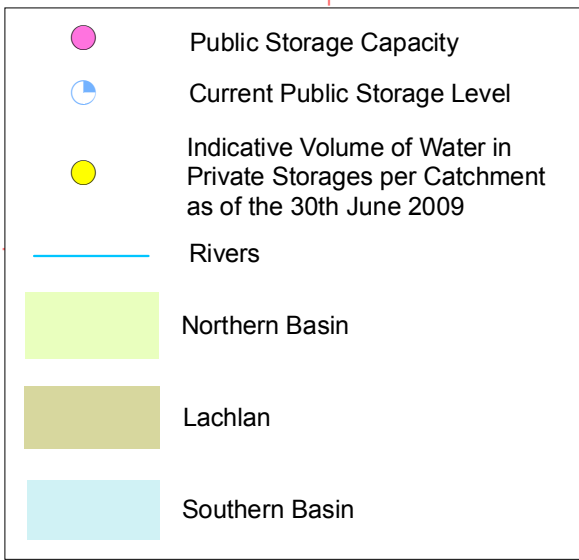 Public Storage Capacity
Current Public Storage Level
Indicative Volume of Water in
Private Storages per Catchment
as of the 30th June 2009
Rivers
Northern Basin
Lachlan
Southern Basin